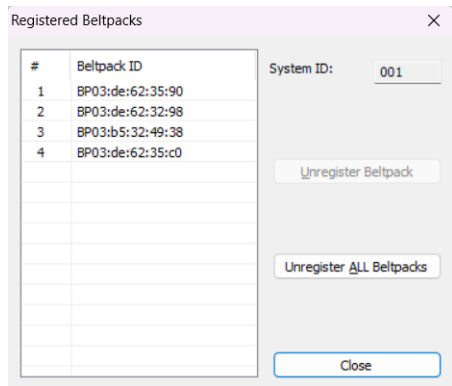 Registered Beltpacks
# Beltpack ID
1 BP03:de:62:35:90
2 BP03:de:62:32:98
3 BP03:b5:32:49:38
4 BP03:de:62:35:c0
System ID: 001
Unregister Beltpack
Unregister ALL Beltpacks
Close